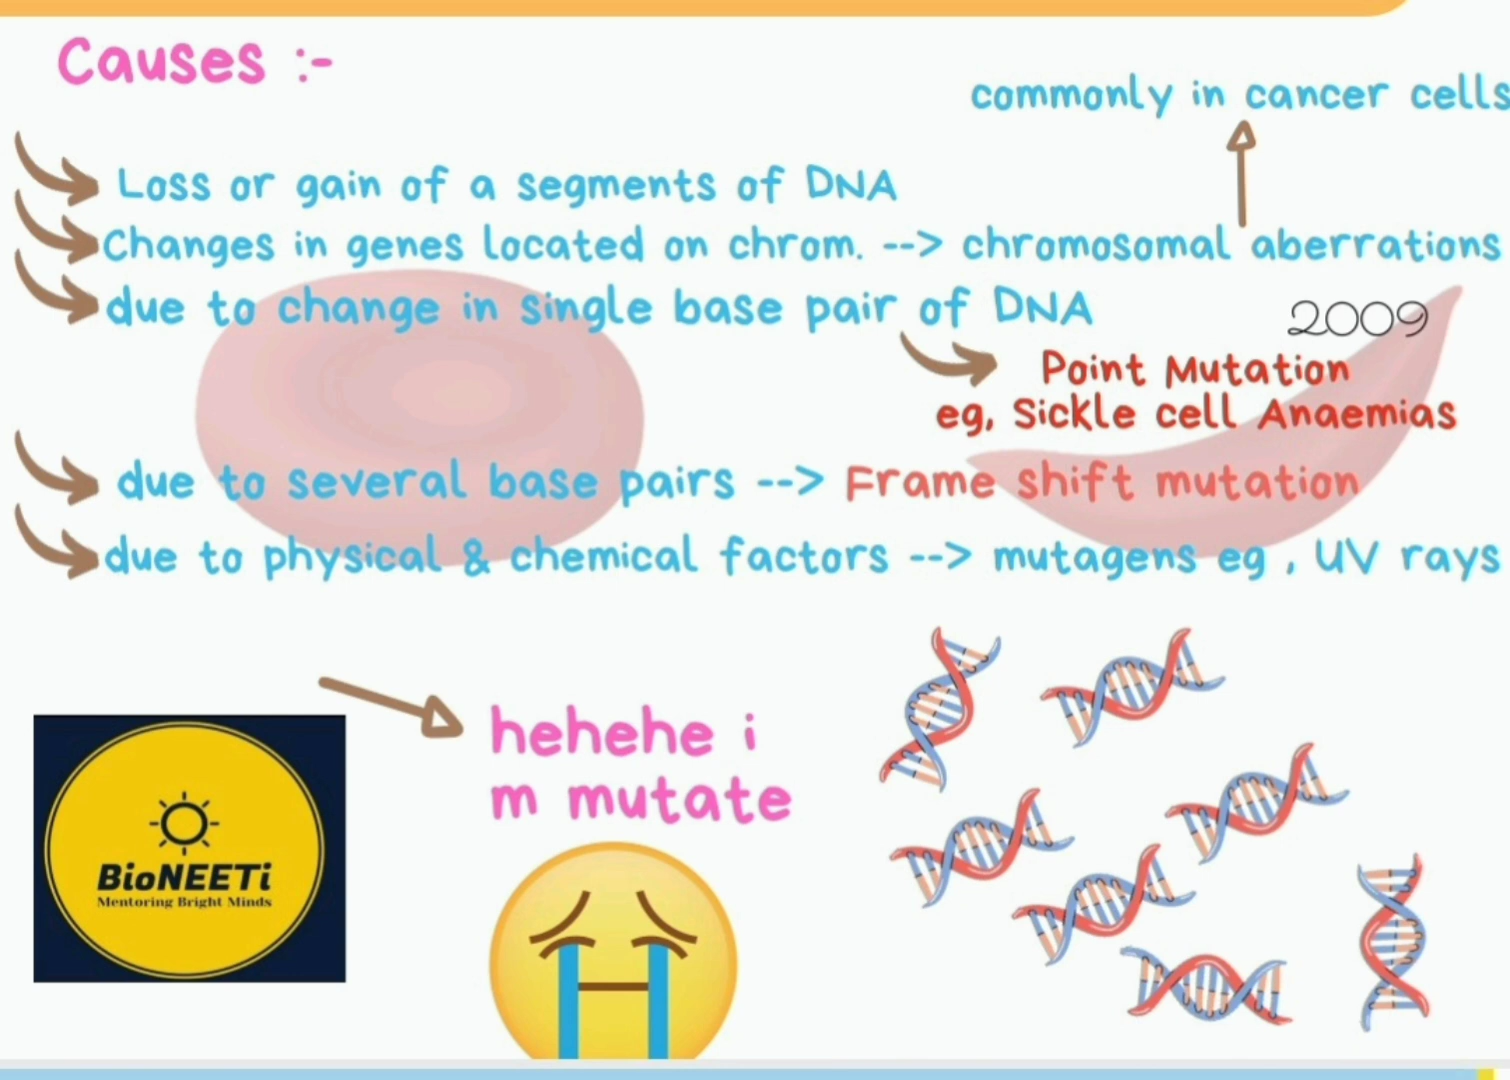 Causes :-
commonly in cancer cells
Loss or gain of a segments of DNA
Changes in genes located on chrom. --> chromosomal aberrations
due to change in single base pair of DNA
2009
Point Mutation
eg, Sickle cell Anaemias
due to several base pairs --> Frame shift mutation
due to physical & chemical factors --> mutagens eg , UV rays
hehehe i
m mutate
BioNEETi
Mentoring Bright Minds